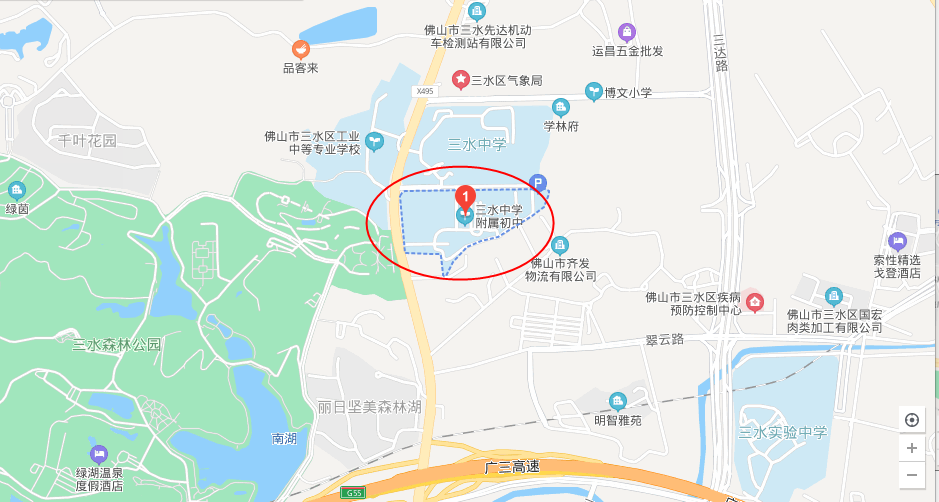 佛山市三水先达机动
车检测站有限公司
运昌五金批发
三达路
品客来
三水区气象局
X495
博文小学
学林府
千叶花园
佛山市三水区工业
中等专业学校
三水中学
P
绿茵
1
三水中学
附属初中
佛山市齐发
物流有限公司
索性精选
戈登酒店
佛山市三水区疾病
预防控制中心
佛山市三水区国宏
肉类加工有限公司
三水森林公园
翠云路
丽日坚美森林湖
明智雅苑
南湖
三水实验中学
绿湖温泉
度假酒店
广三高速
G55